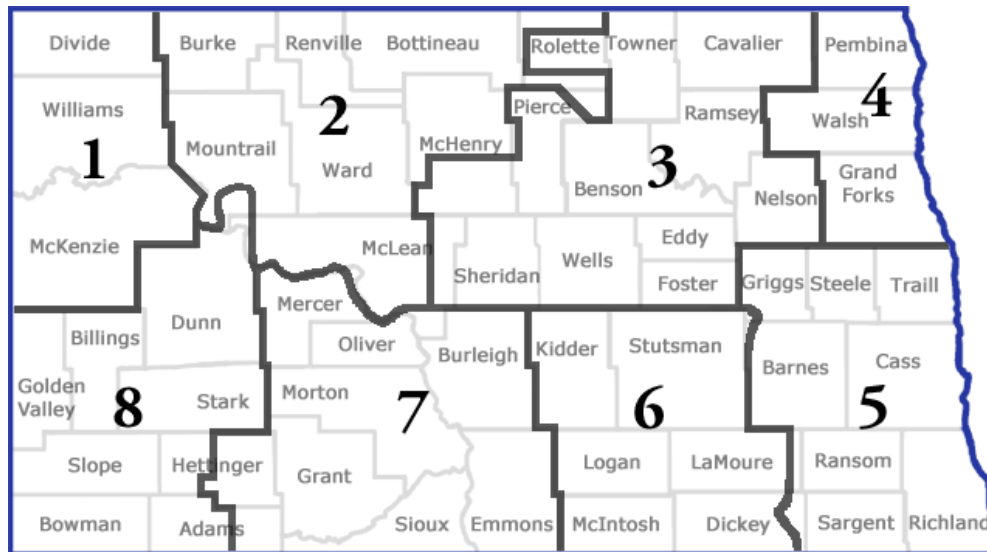 Divide
Burke
Renville
Bottineau
Rolette
Towner
Cavalier
Pembina
Williams
1
2
Pierce
Ramsey
4
Walsh
Mountrail
Ward
McHenry
3
Benson
Grand
Forks
Nelson
McKenzie
McLean
Sheridan
Wells
Eddy
Foster
Griggs
Steele
Traill
Dunn
Mercer
Billings
Oliver
Burleigh
Kidder
Stutsman
Barnes
Cass
Golden
Valley
8
Stark
Morton
7
6
5
Slope
Hettinger
Grant
Logan
LaMoure
Ransom
Bowman
Adams
Sioux
Emmons
McIntosh
Dickey
Sargent
Richland